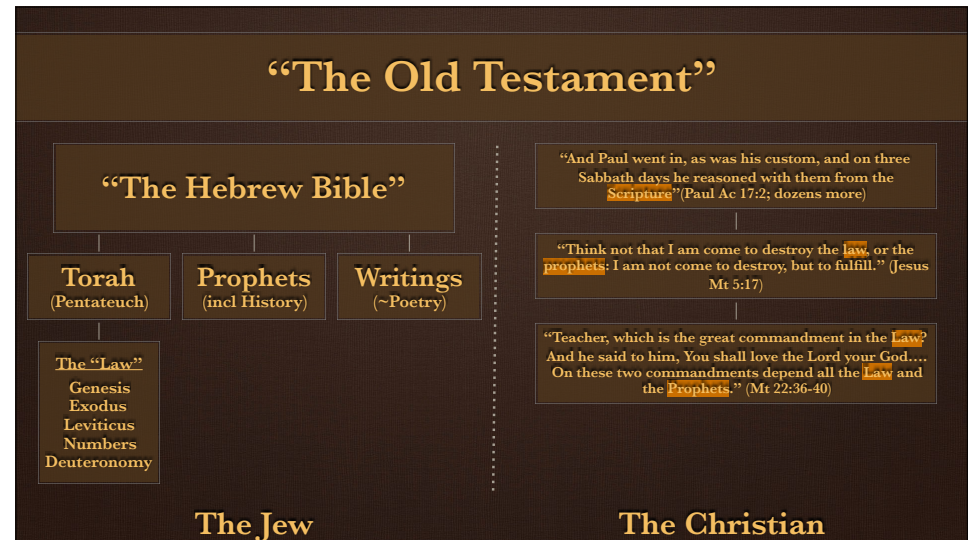 “The Old Testament”
“The Hebrew Bible”
Torah
(Pentateuch)
Prophets
(incl History)
Writings
(~Poetry)
The “Law”
Genesis
Exodus
Leviticus
Numbers
Deuteronomy
The Jew
“And Paul went in, as was his custom, and on three
Sabbath days he reasoned with them from the
Scripture”(Paul Ac 17:2; dozens more)
“Think not that I am come to destroy the law, or the
prophets: I am not come to destroy, but to fulfill.” (Jesus
Mt 5:17)
“Teacher, which is the great commandment in the Law?
And he said to him, You shall love the Lord your God….
On these two commandments depend all the Law and
the Prophets.” (Mt 22:36-40)
The Christian